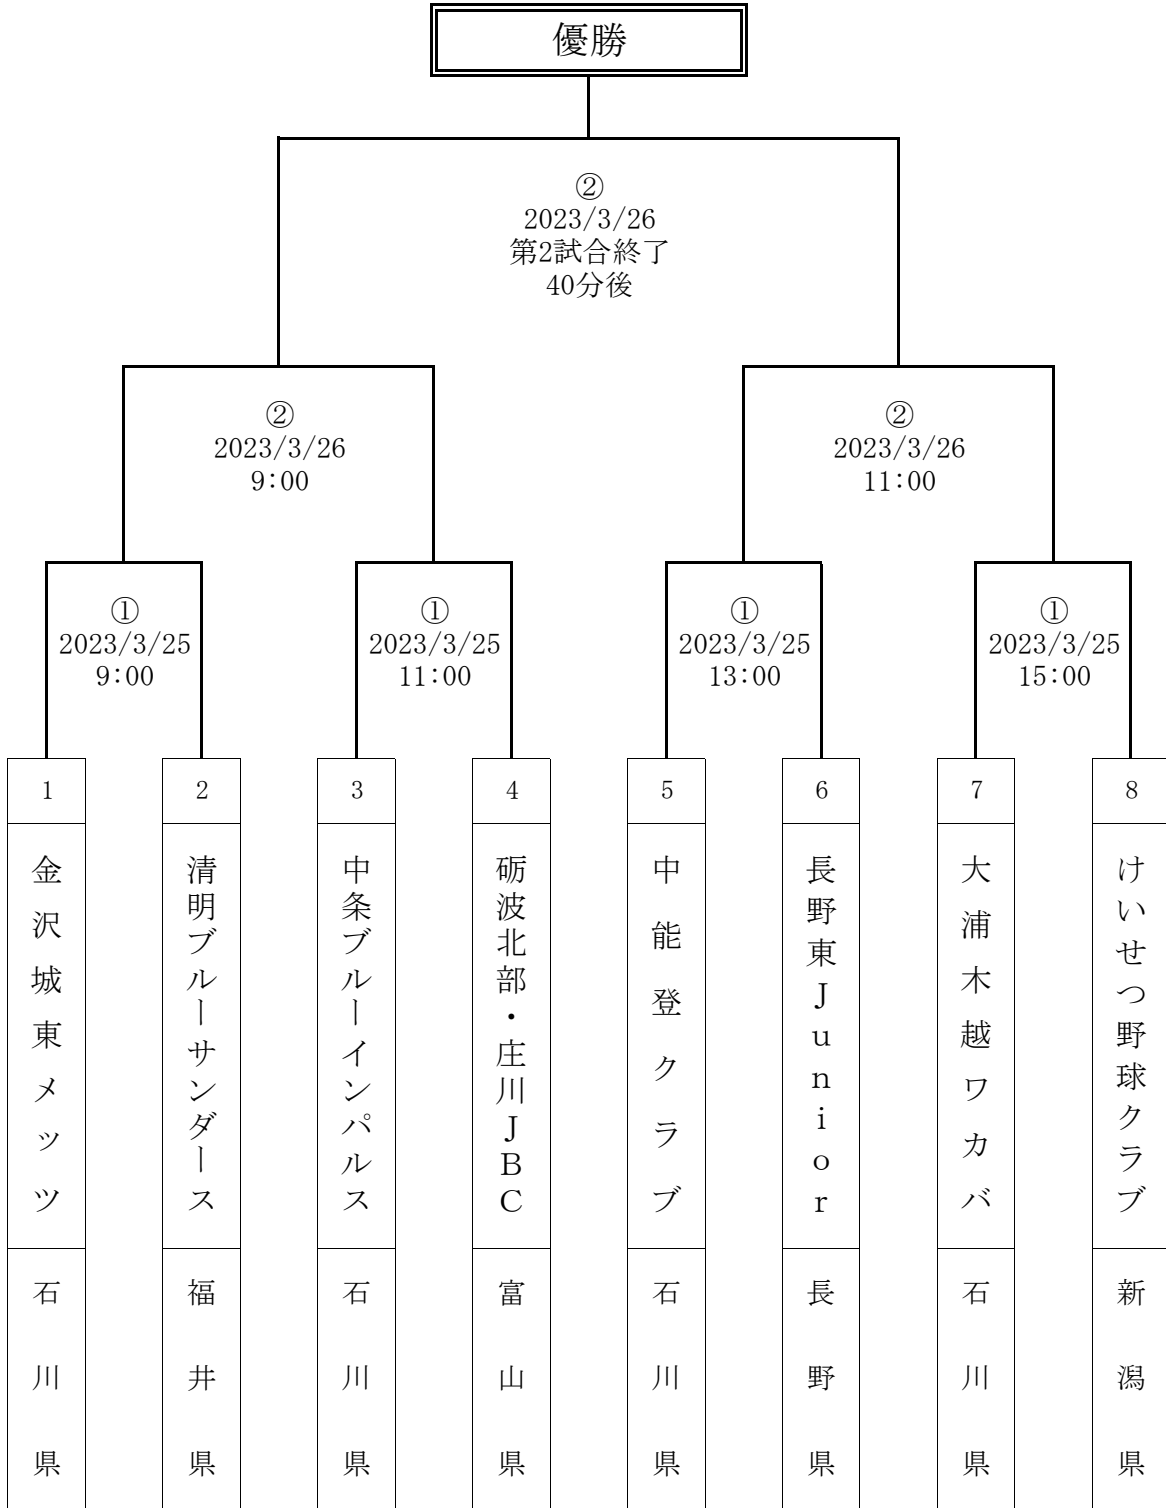 優勝
②
2023/3/26
第2試合終了
40分後
②
2023/3/26
9:00
②
2023/3/26
11:00
①
2023/3/25
9:00
①
2023/3/25
11:00
①
2023/3/25
13:00
①
2023/3/25
15:00
1
金沢城東メッツ
石川県
2
清明ブルーサンダース
福井県
3
中条ブルーインパルス
石川県
4
砺波北部・庄川JBC
富山県
5
中能登クラブ
石川県
6
長野東Junior
長野県
7
大浦木越ワカバ
石川県
8
けいせつ野球クラブ
新潟県